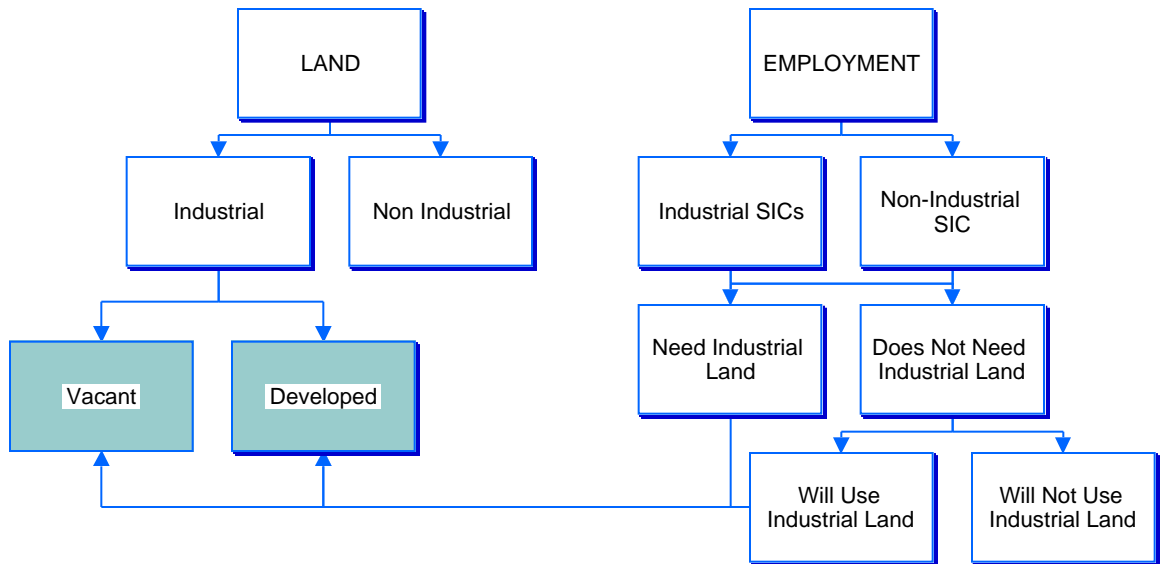 LAND
EMPLOYMENT
Industrial
Non Industrial
Industrial SICs
Non-Industrial
SIC
Need Industrial
Land
Does Not Need
Industrial Land
Vacant
Developed
Will Use
Industrial Land
Will Not Use
Industrial Land